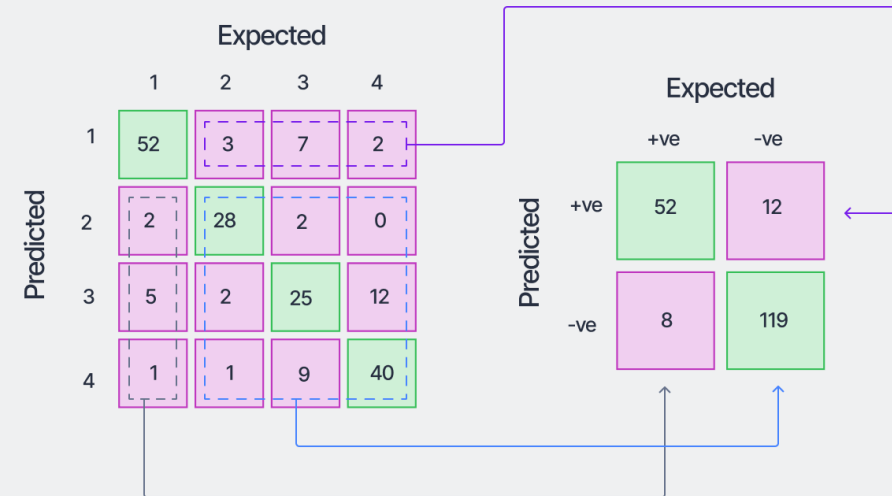 Expected
1 2 3 4
1 52 3 7 2
2 2 28 2 0
3 5 2 25 12
4 1 1 9 40
Predicted
Expected
+ve -ve
+ve 52 12
-ve 8 119
Predicted